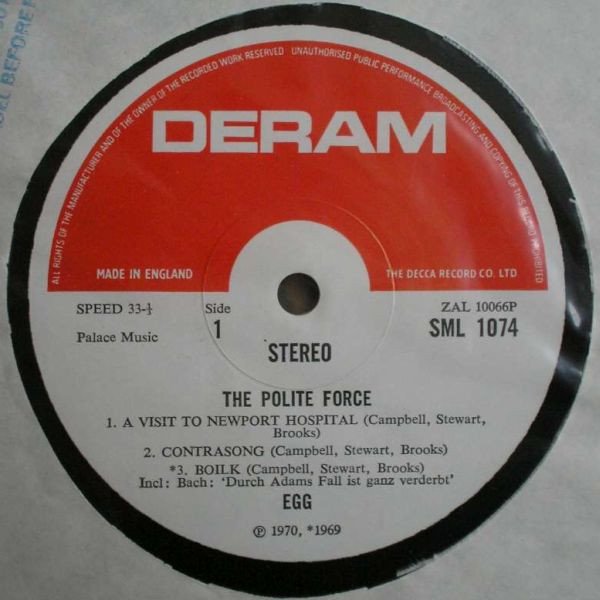 ALL RIGHTS OF THE MANUFACTURER AND OF THE OWNER OF THE RECORDED WORK RESERVED UNAUTHORISED PUBLIC PERFORMANCE BROADCASTING AND COPYING OF THIS RECORD PROHIBITED
DERAM
MADE IN ENGLAND
THE DECCA RECORD CO. LTD
SPEED 33-⅓
Side
ZAL 10066P
Palace Music
1
SML 1074
STEREO
THE POLITE FORCE
1. A VISIT TO NEWPORT HOSPITAL (Campbell, Stewart,
Brooks)
2. CONTRASONG (Campbell, Stewart, Brooks)
*3. BOILK (Campbell, Stewart, Brooks)
Incl: Bach: 'Durch Adams Fall ist ganz verderbt'
EGG
℗ 1970, *1969
BEFORE